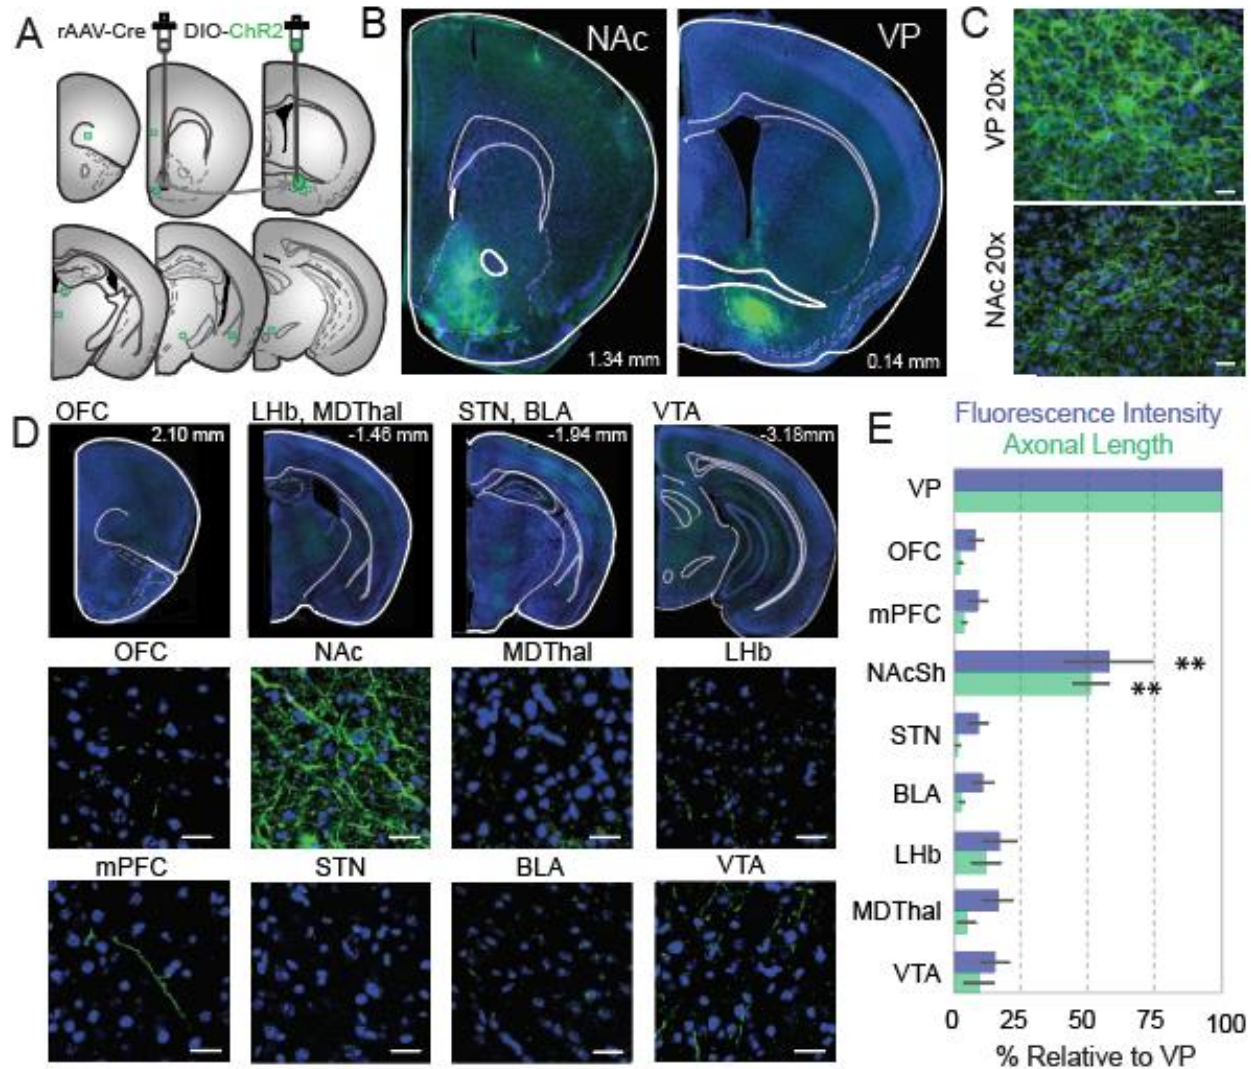 A
rAAV-Cre DIO-ChR2
B
NAc
1.34 mm
VP
0.14 mm
C
VP 20x
NAc 20x
D
OFC
2.10 mm
LHb, MDThal
-1.46 mm
STN, BLA
-1.94 mm
VTA
-3.18mm
OFC
NAc
MDThal
LHb
mPFC
STN
BLA
VTA
E
Fluorescence Intensity
Axonal Length
VP
OFC
mPFC
NAcSh
**
**
STN
BLA
LHb
MDThal
VTA
0 25 50 75 100
% Relative to VP